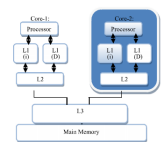 Core-1:
Core-2:
Processor
Processor
L1
(i)
L1
(D)
L1
(i)
L1
(D)
L2
L2
L3
Main Memory